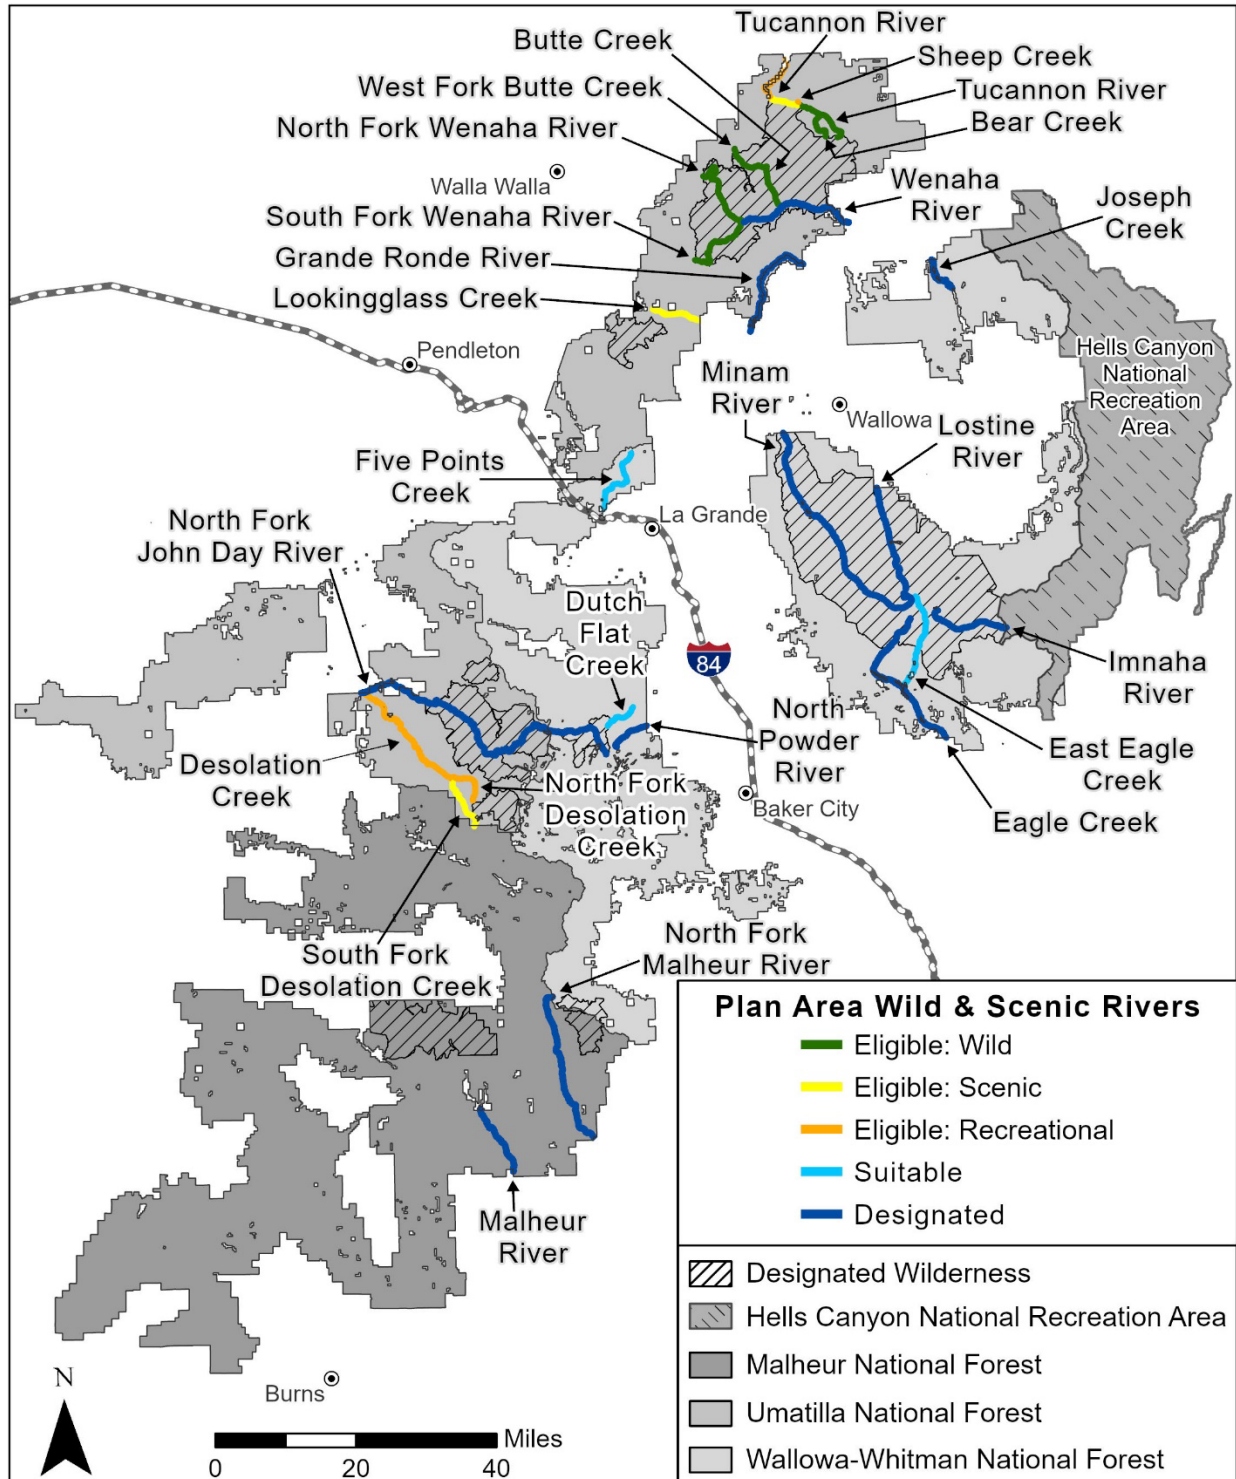 Tucannon River
Butte Creek
Sheep Creek
West Fork Butte Creek
Tucannon River
North Fork Wenaha River
Bear Creek
Walla Walla
Wenaha
River
Joseph
Creek
South Fork Wenaha River
Grande Ronde River
Lookingglass Creek
Pendleton
Hells Canyon
National
Recreation
Area
Minam
River
Wallowa
Lostine
River
Five Points
Creek
La Grande
North Fork
John Day River
Dutch
Flat
Creek
84
Imnaha
River
North
Powder
River
Desolation
Creek
North Fork
Desolation
Creek
East Eagle
Creek
Baker City
Eagle Creek
South Fork
Desolation Creek
North Fork
Malheur River
Malheur
River
Burns
Plan Area Wild & Scenic Rivers
Eligible: Wild
Eligible: Scenic
Eligible: Recreational
Suitable
Designated
Designated Wilderness
Hells Canyon National Recreation Area
Malheur National Forest
Umatilla National Forest
Wallowa-Whitman National Forest
N
Miles
0 20 40